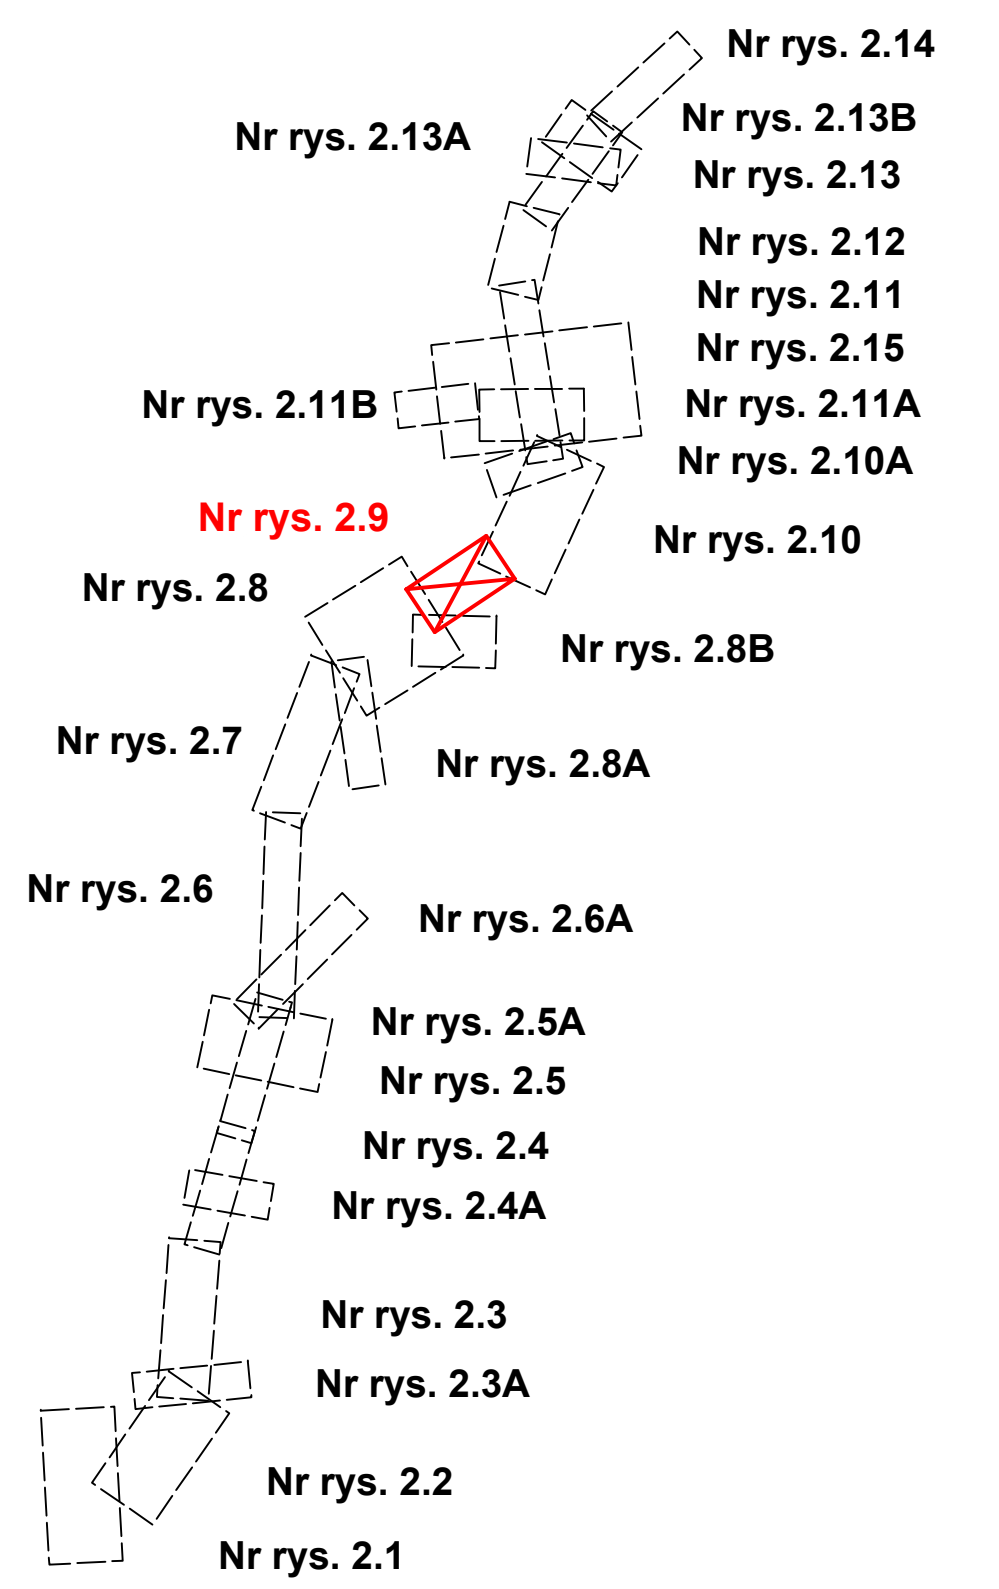 Nr rys. 2.14
Nr rys. 2.13B
Nr rys. 2.13A
Nr rys. 2.13
Nr rys. 2.12
Nr rys. 2.11
Nr rys. 2.15
Nr rys. 2.11B
Nr rys. 2.11A
Nr rys. 2.10A
Nr rys. 2.9
Nr rys. 2.10
Nr rys. 2.8
Nr rys. 2.8B
Nr rys. 2.7
Nr rys. 2.8A
Nr rys. 2.6
Nr rys. 2.6A
Nr rys. 2.5A
Nr rys. 2.5
Nr rys. 2.4
Nr rys. 2.4A
Nr rys. 2.3
Nr rys. 2.3A
Nr rys. 2.2
Nr rys. 2.1